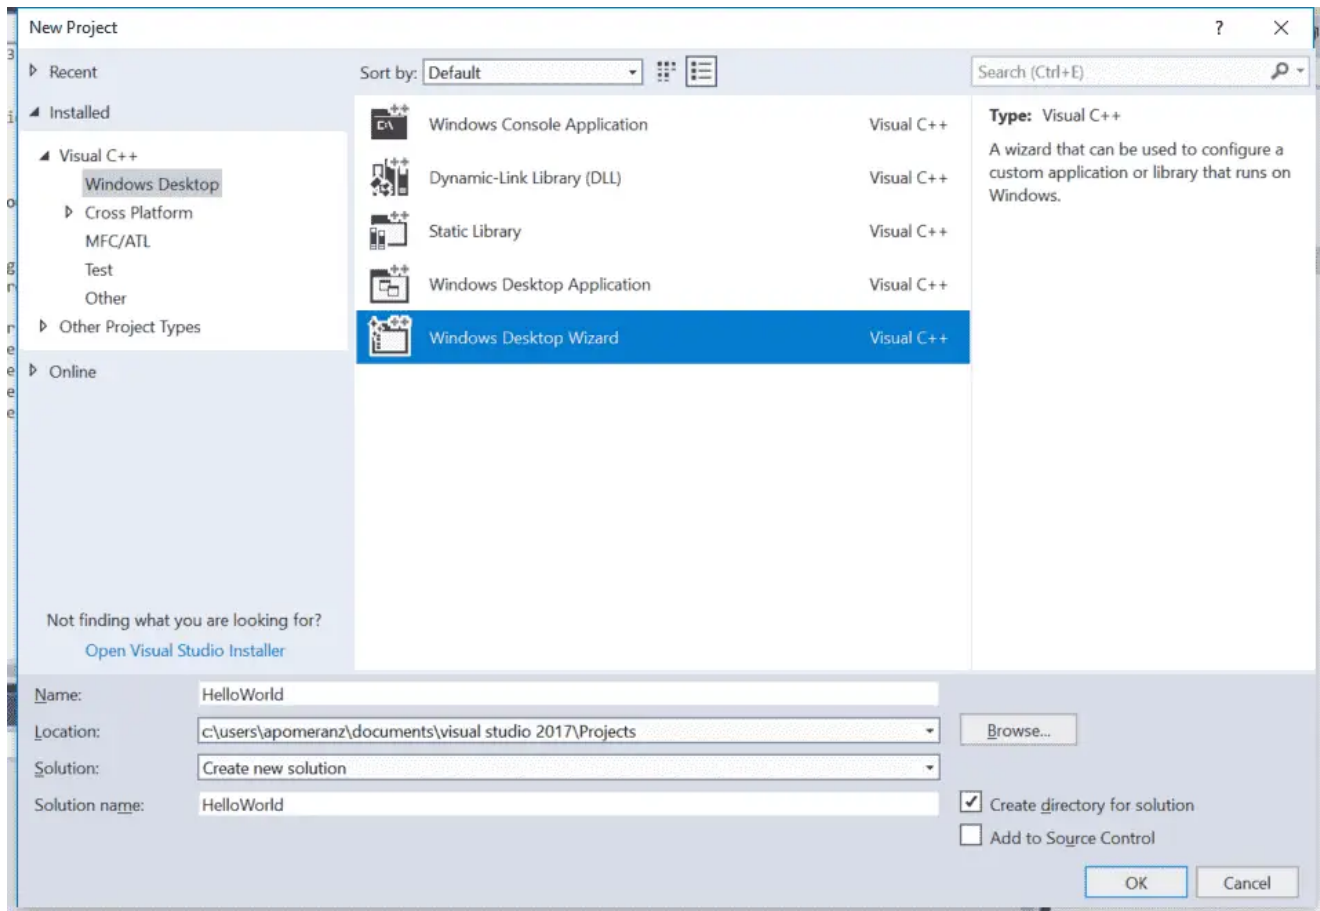 New Project
?
Recent
Sort by: Default
Search (Ctrl+E)
Installed
Visual C++
Windows Desktop
Cross Platform
MFC/ATL
Test
Other
Other Project Types
Online
Windows Console Application Visual C++
Dynamic-Link Library (DLL) Visual C++
Static Library Visual C++
Windows Desktop Application Visual C++
Windows Desktop Wizard Visual C++
Type: Visual C++
A wizard that can be used to configure a
custom application or library that runs on
Windows.
Not finding what you are looking for?
Open Visual Studio Installer
Name: HelloWorld
Location: c:\users\apomeranz\documents\visual studio 2017\Projects
Browse...
Solution: Create new solution
Solution name: HelloWorld
Create directory for solution
Add to Source Control
OK
Cancel